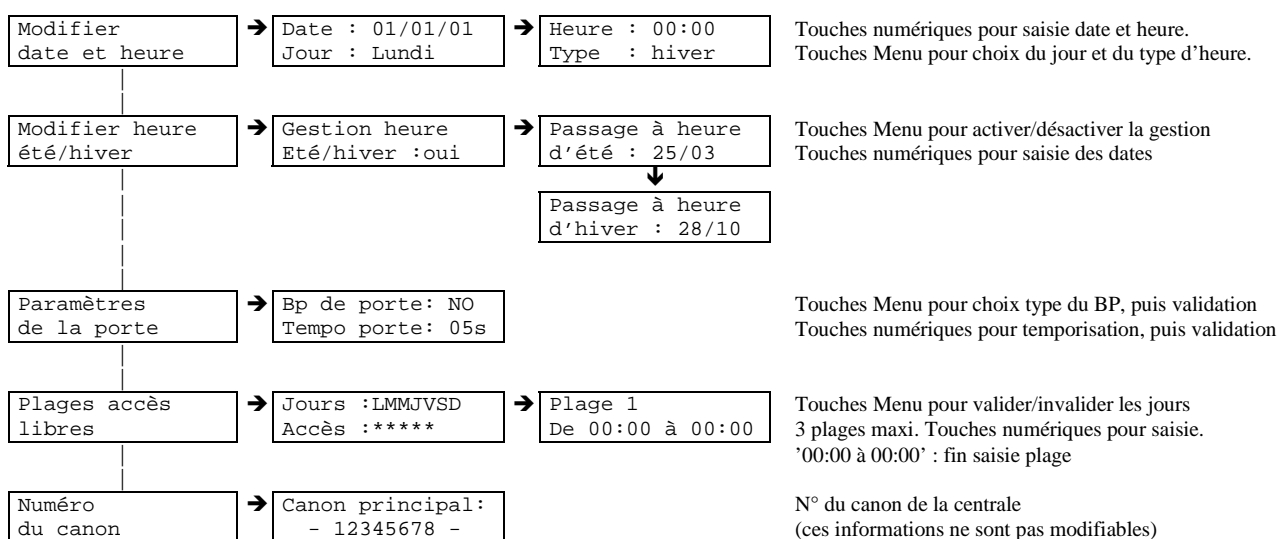 Modifier
date et heure
➔
Date : 01/01/01
Jour : Lundi
➔
Heure : 00:00
Type  : hiver
Touches numériques pour saisie date et heure.
Touches Menu pour choix du jour et du type d’heure.
Modifier heure
été/hiver
➔
Gestion heure
Eté/hiver :oui
➔
Passage à heure
d’été : 25/03
Touches Menu pour activer/désactiver la gestion
Touches numériques pour saisie des dates
Passage à heure
d’hiver : 28/10
Paramètres
de la porte
➔
Bp de porte: NO
Tempo porte: 05s
Touches Menu pour choix type du BP, puis validation
Touches numériques pour temporisation, puis validation
Plages accès
libres
➔
Jours :LMMJVSD
Accès :*****
➔
Plage 1
De 00:00 à 00:00
Touches Menu pour valider/invalider les jours
3 plages maxi. Touches numériques pour saisie.
’00:00 à 00:00’ : fin saisie plage
Numéro
du canon
➔
Canon principal:
- 12345678 -
N° du canon de la centrale
(ces informations ne sont pas modifiables)